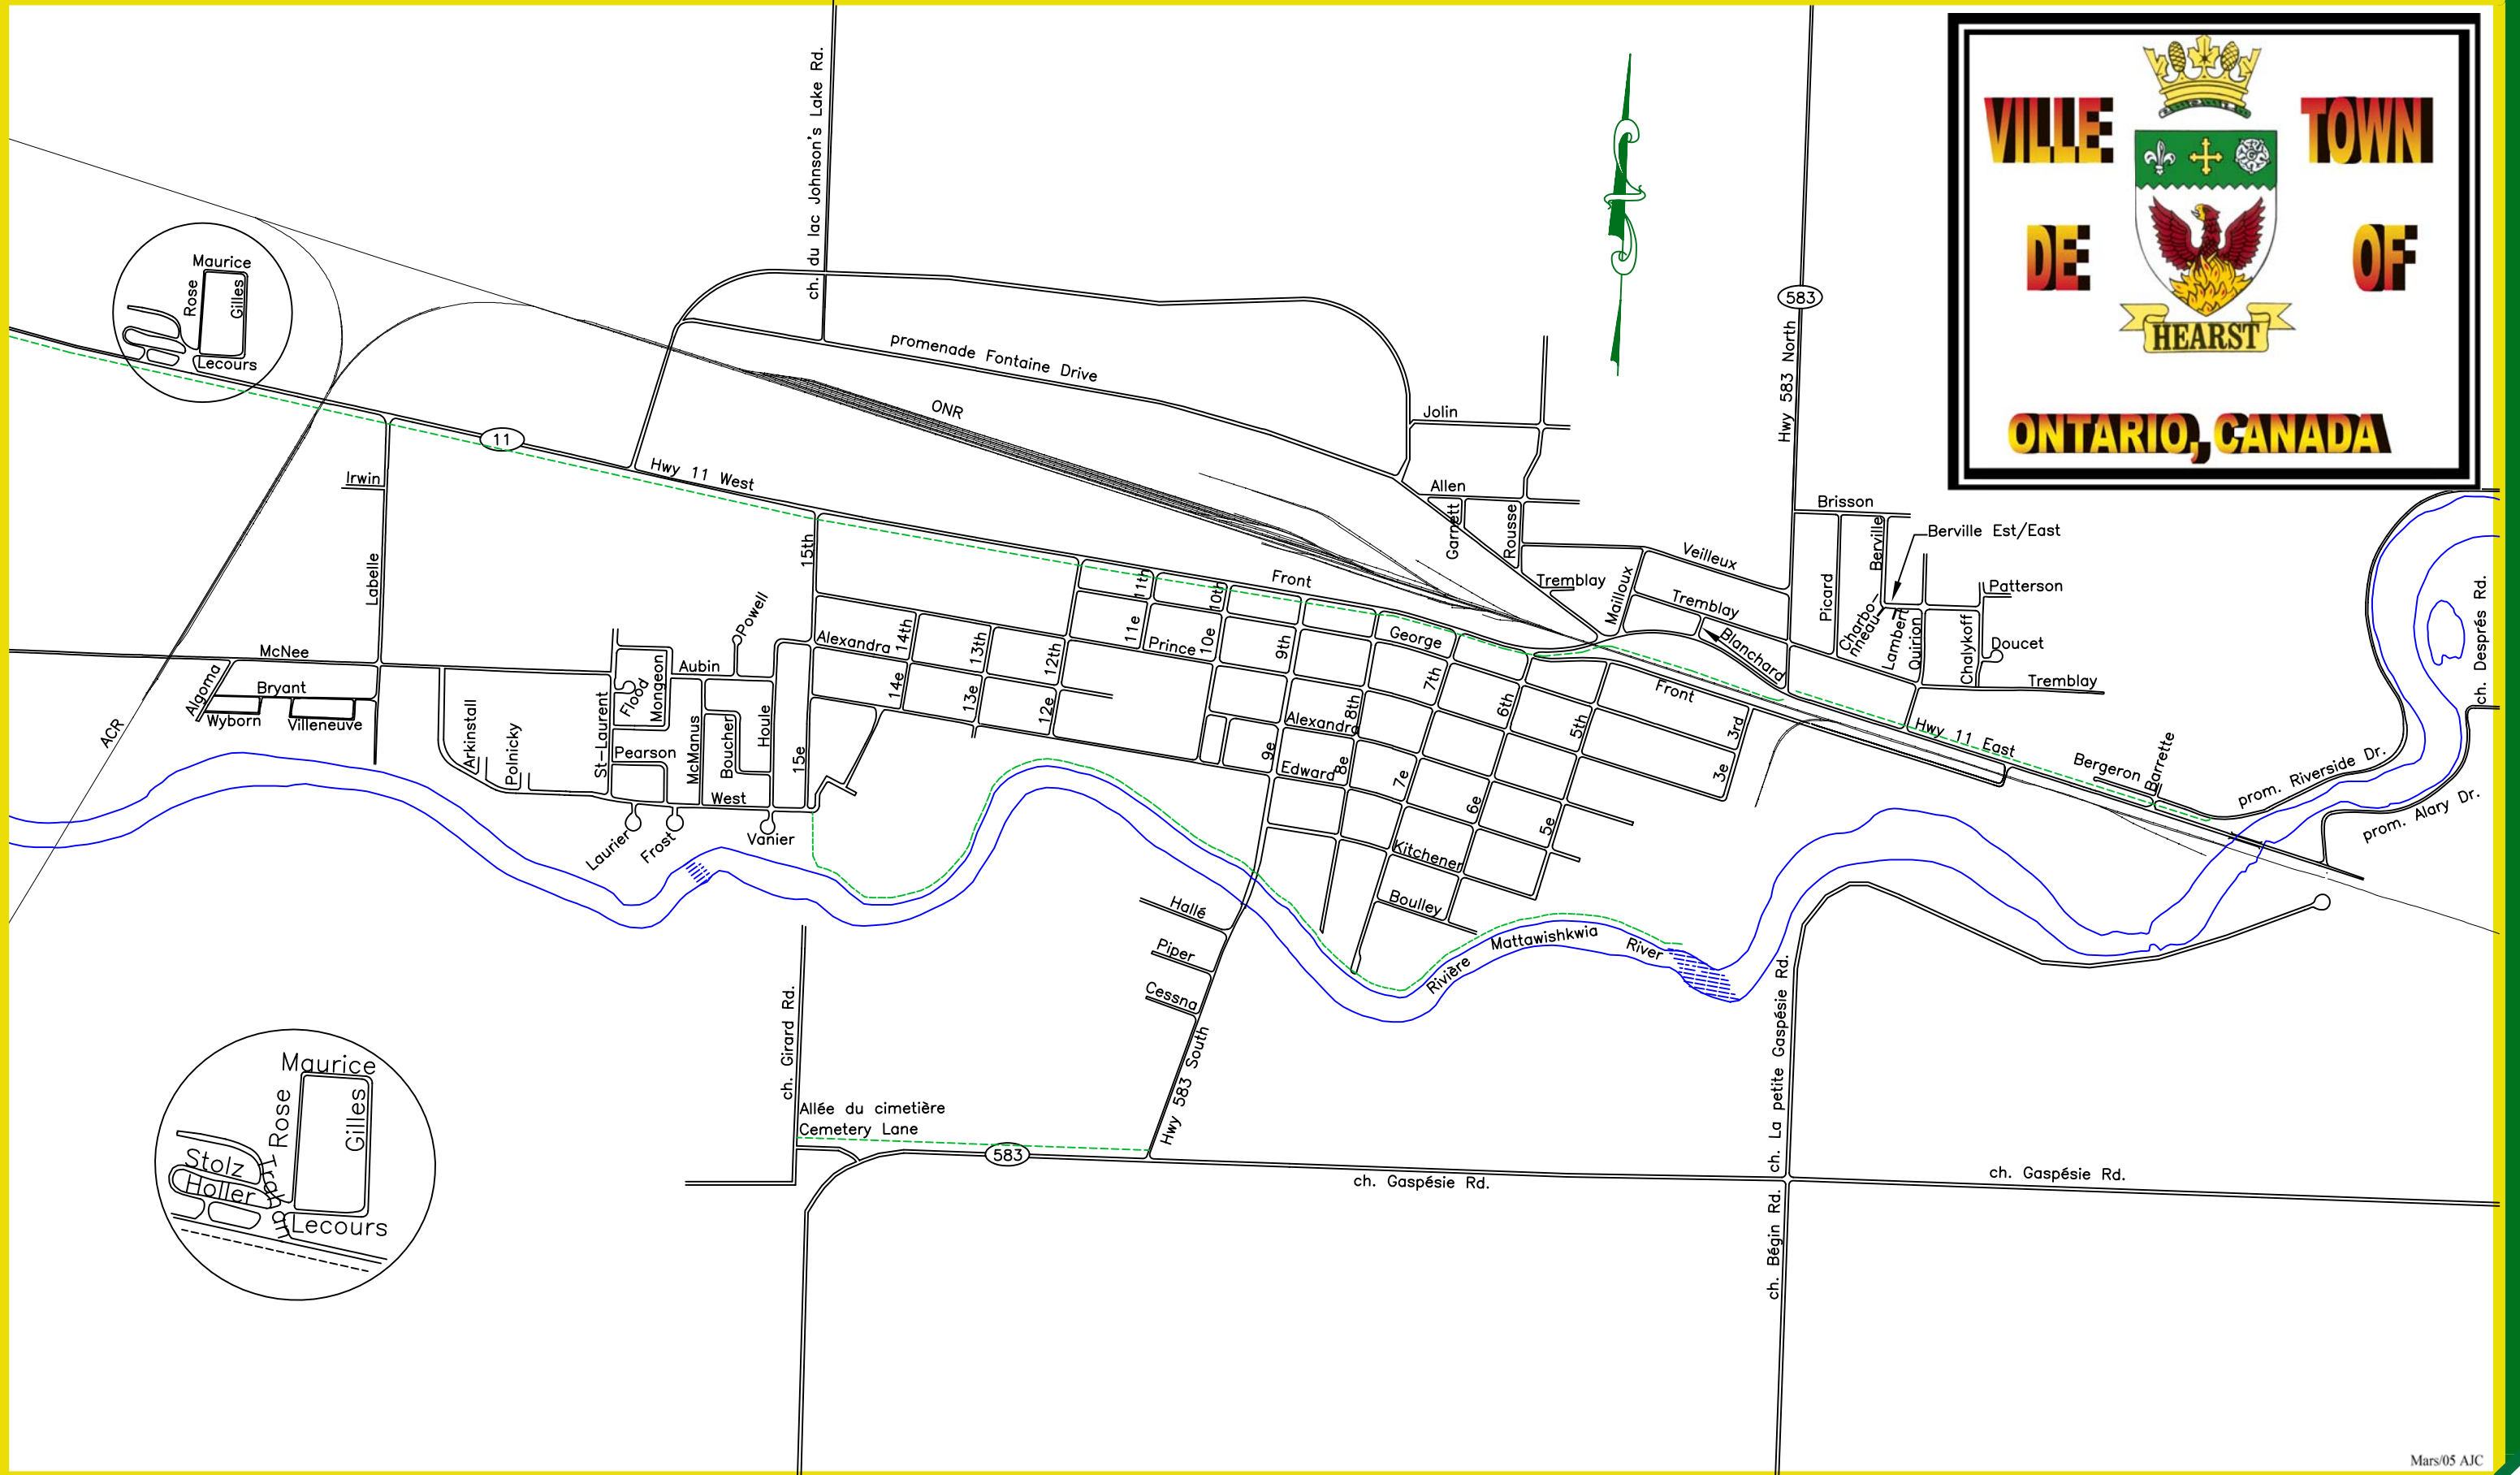 VILLE TOWN
DE OF
HEARST
ONTARIO, CANADA
ch. du lac Johnson's Lake Rd.
Maurice
Rose
Gilles
Lecours
promenade Fontaine Drive
ONR
11
Hwy 11 West
583
Hwy 583 North
Jolin
Allen
Garnett
Rousse
Tremblay
Mailloux
Veilleux
Tremblay
Blanchard
Brisson
Berville
Berville Est/East
Picard
Charbo-
nneau
Lambert
Quirion
Chalykoff
Patterson
Doucet
Tremblay
ch. Després Rd.
Irwin
Labelle
15th
Front
11th
10th
11e
Prince
10e
9th
George
Powell
Alexandra
14th
13th
12th
14e
13e
12e
McNee
Algoma
Bryant
Wyborn
Villeneuve
ACR
Arkinstall
Polnicky
St-Laurent
Flood
Mongeon
Aubin
Pearson
McManus
Boucher
Houle
15e
West
Laurier
Frost
Vanier
8th
7th
6th
5th
Front
3rd
Alexandra
9e
Edward
8e
7e
6e
5e
3e
Kitchener
Boulley
Hwy 11 East
Bergeron
Barrette
prom. Riverside Dr.
prom. Alary Dr.
Hallé
Piper
Cessna
Rivière
Mattawishkwia
River
Hwy 583 South
ch. Girard Rd.
Allée du cimetière
Cemetery Lane
583
ch. La petite Gaspésie Rd.
ch. Gaspésie Rd.
ch. Gaspésie Rd.
ch. Bégin Rd.
Maurice
Rose
Gilles
Stolz
Holler
Trahan
Lecours
Mars/05 AJC